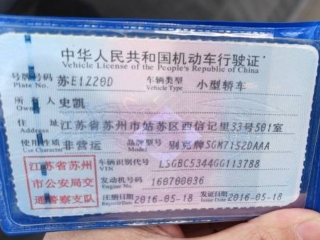 中华人民共和国机动车行驶证
Vehicle License of the People's Republic of China
号牌号码 苏E1Z20D 车辆类型 小型轿车
Plate No. Vehicle Type
所有人 史凯
Owner
住址 江苏省苏州市姑苏区西信记里33号501室
Address
使用性质 非营运 品牌型号 别克牌SGM7152DAAA
Use Character Model
江苏省苏州市公安局交通警察支队
车辆识别代号 LSGBC5344GG113788
VIN
发动机号码 160700036
Engine No.
注册日期 2016-05-18 发证日期 2016-05-18